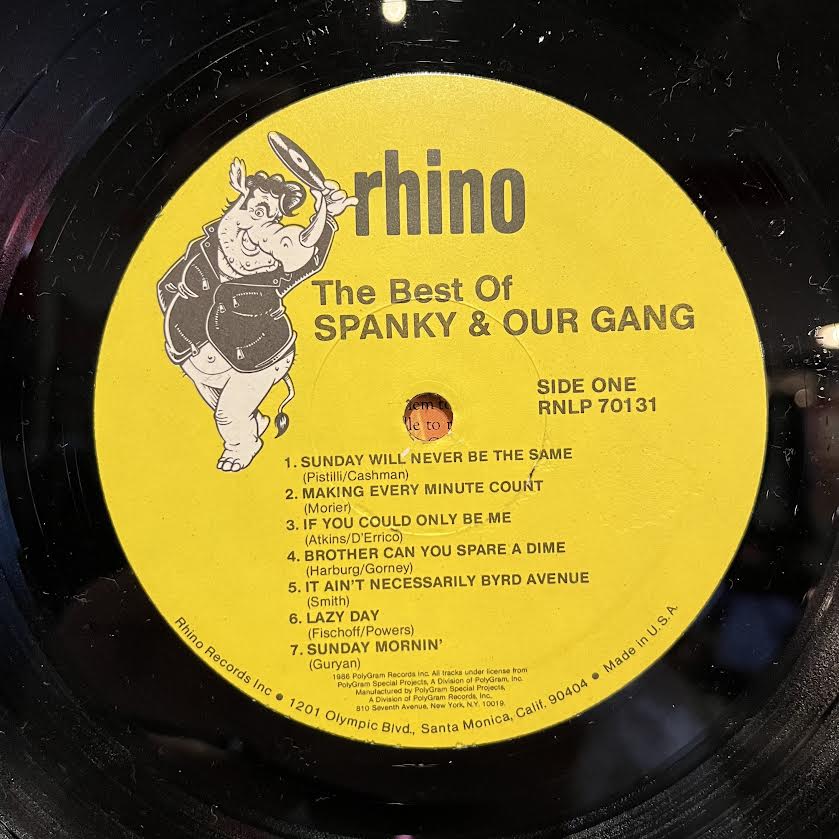 rhino
The Best Of
SPANKY & OUR GANG
SIDE ONE
RNLP 70131
1. SUNDAY WILL NEVER BE THE SAME
(Pistilli/Cashman)
2. MAKING EVERY MINUTE COUNT
(Morier)
3. IF YOU COULD ONLY BE ME
(Atkins/D'Errico)
4. BROTHER CAN YOU SPARE A DIME
(Harburg/Gorney)
5. IT AIN'T NECESSARILY BYRD AVENUE
(Smith)
6. LAZY DAY
(Fischoff/Powers)
7. SUNDAY MORNIN'
(Guryan)
1986 PolyGram Records Inc. All tracks under license from
PolyGram Special Projects, A Division of PolyGram, Inc.
Manufactured by PolyGram Special Projects,
A Division of PolyGram Records, Inc.
810 Seventh Avenue, New York, N.Y. 10019.
Rhino Records Inc • 1201 Olympic Blvd., Santa Monica, Calif. 90404 • Made in U.S.A.